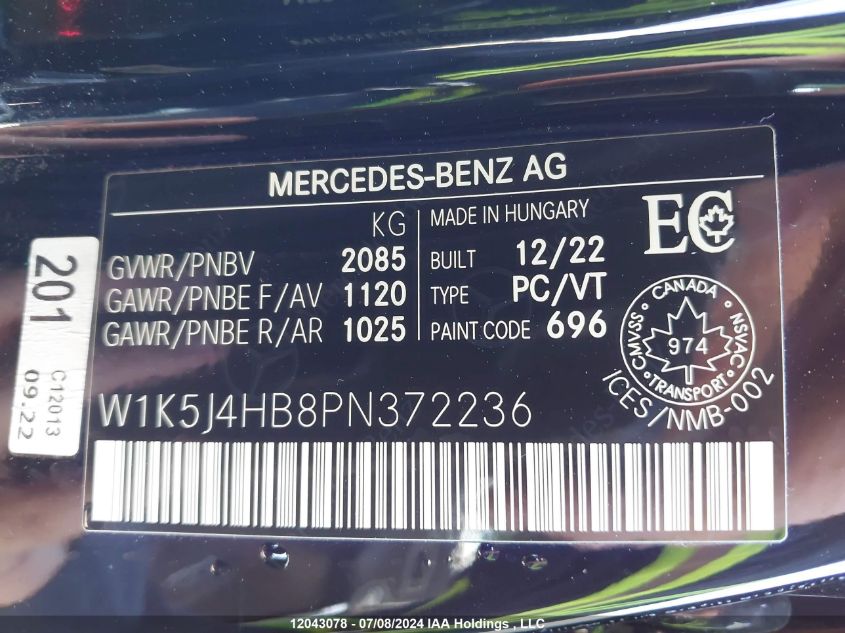 MERCEDES-BENZ AG
KG
GVWR/PNBV 2085
GAWR/PNBE F/AV 1120
GAWR/PNBE R/AR 1025
MADE IN HUNGARY
BUILT 12/22
TYPE PC/VT
PAINT CODE 696
EC
CANADA
CMVSS 974 NSVAC
TRANSPORT
ICES/NMB-002
W1K5J4HB8PN372236
201
C12013
09.22
12043078 - 07/08/2024 IAA Holdings , LLC